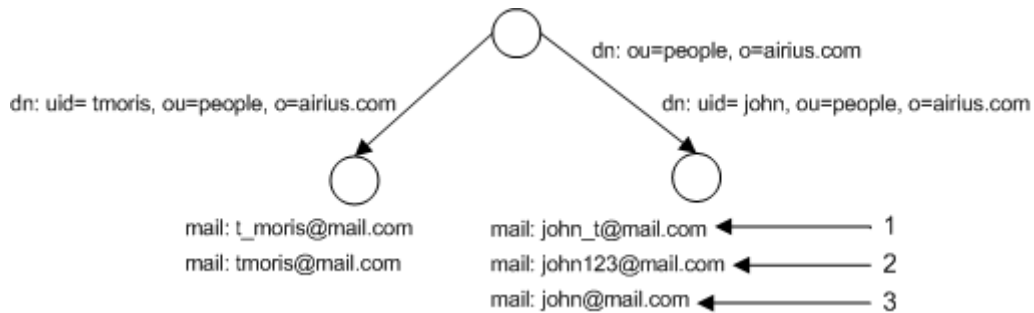 dn: ou=people, o=airius.com
dn: uid= tmoris, ou=people, o=airius.com
dn: uid= john, ou=people, o=airius.com
mail: t_moris@mail.com
mail: tmoris@mail.com
mail: john_t@mail.com 1
mail: john123@mail.com 2
mail: john@mail.com 3